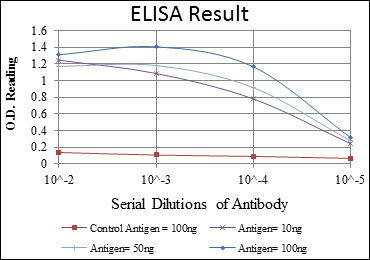 ELISA Result
1.6
1.4
1.2
1
0.8
0.6
0.4
0.2
0
O.D. Reading
10^-2 10^-3 10^-4 10^-5
Serial Dilutions of Antibody
Control Antigen = 100ng Antigen= 10ng
Antigen= 50ng Antigen= 100ng